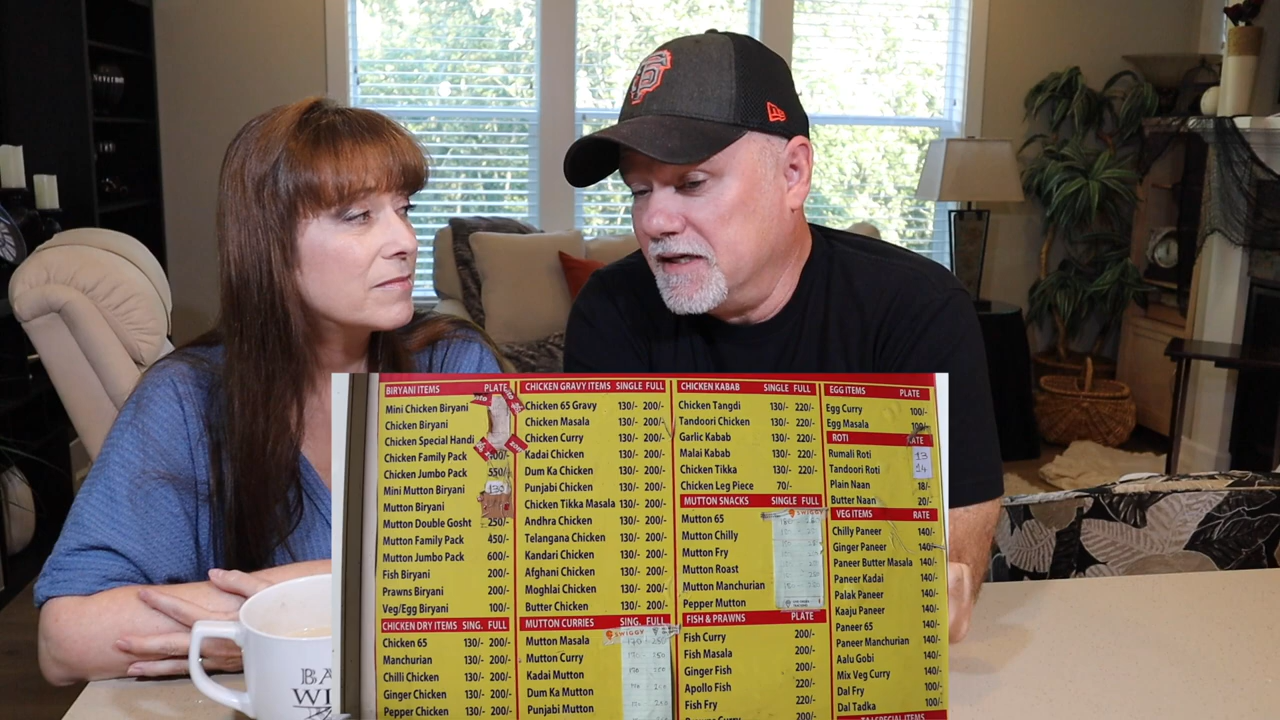 BIRYANI ITEMS PLATE
Mini Chicken Biryani
Chicken Biryani
Chicken Special Handi
Chicken Family Pack
Chicken Jumbo Pack 550/-
Mini Mutton Biryani 130
Mutton Biryani
Mutton Double Gosht 250/-
Mutton Family Pack 450/-
Mutton Jumbo Pack 600/-
Fish Biryani 200/-
Prawns Biryani 200/-
Veg/Egg Biryani 100/-
CHICKEN DRY ITEMS SING. FULL
Chicken 65 130/- 200/-
Manchurian 130/- 200/-
Chilli Chicken 130/- 200/-
Ginger Chicken 130/- 200/-
Pepper Chicken 130/- 200/-
CHICKEN GRAVY ITEMS SINGLE FULL
Chicken 65 Gravy 130/- 200/-
Chicken Masala 130/- 200/-
Chicken Curry 130/- 200/-
Kadai Chicken 130/- 200/-
Dum Ka Chicken 130/- 200/-
Punjabi Chicken 130/- 200/-
Chicken Tikka Masala 130/- 200/-
Andhra Chicken 130/- 200/-
Telangana Chicken 130/- 200/-
Kandari Chicken 130/- 200/-
Afghani Chicken 130/- 200/-
Moghlai Chicken 130/- 200/-
Butter Chicken 130/- 200/-
MUTTON CURRIES SINGLE FULL
SWIGGY
Mutton Masala 170 250
Mutton Curry
Kadai Mutton
Dum Ka Mutton
Punjabi Mutton
CHICKEN KABAB SINGLE FULL
Chicken Tangdi 130/- 220/-
Tandoori Chicken 130/- 220/-
Garlic Kabab 130/- 220/-
Malai Kabab 130/- 220/-
Chicken Tikka 130/- 220/-
Chicken Leg Piece 70/-
MUTTON SNACKS SINGLE FULL
SWIGGY
Mutton 65
Mutton Chilly
Mutton Fry
Mutton Roast
Mutton Manchurian
Pepper Mutton
FISH & PRAWNS PLATE
Fish Curry 200/-
Fish Masala 200/-
Ginger Fish 200/-
Apollo Fish 220/-
Fish Fry 220/-
EGG ITEMS PLATE
Egg Curry 100/-
Egg Masala 100/-
ROTI RATE
Rumali Roti 13
Tandoori Roti 14
Plain Naan 18/-
Butter Naan 20/-
VEG ITEMS RATE
Chilly Paneer 140/-
Ginger Paneer 140/-
Paneer Butter Masala 140/-
Paneer Kadai 140/-
Palak Paneer 140/-
Kaaju Paneer 140/-
Paneer 65 140/-
Paneer Manchurian 140/-
Aalu Gobi 140/-
Mix Veg Curry 140/-
Dal Fry 100/-
Dal Tadka 100/-
SF